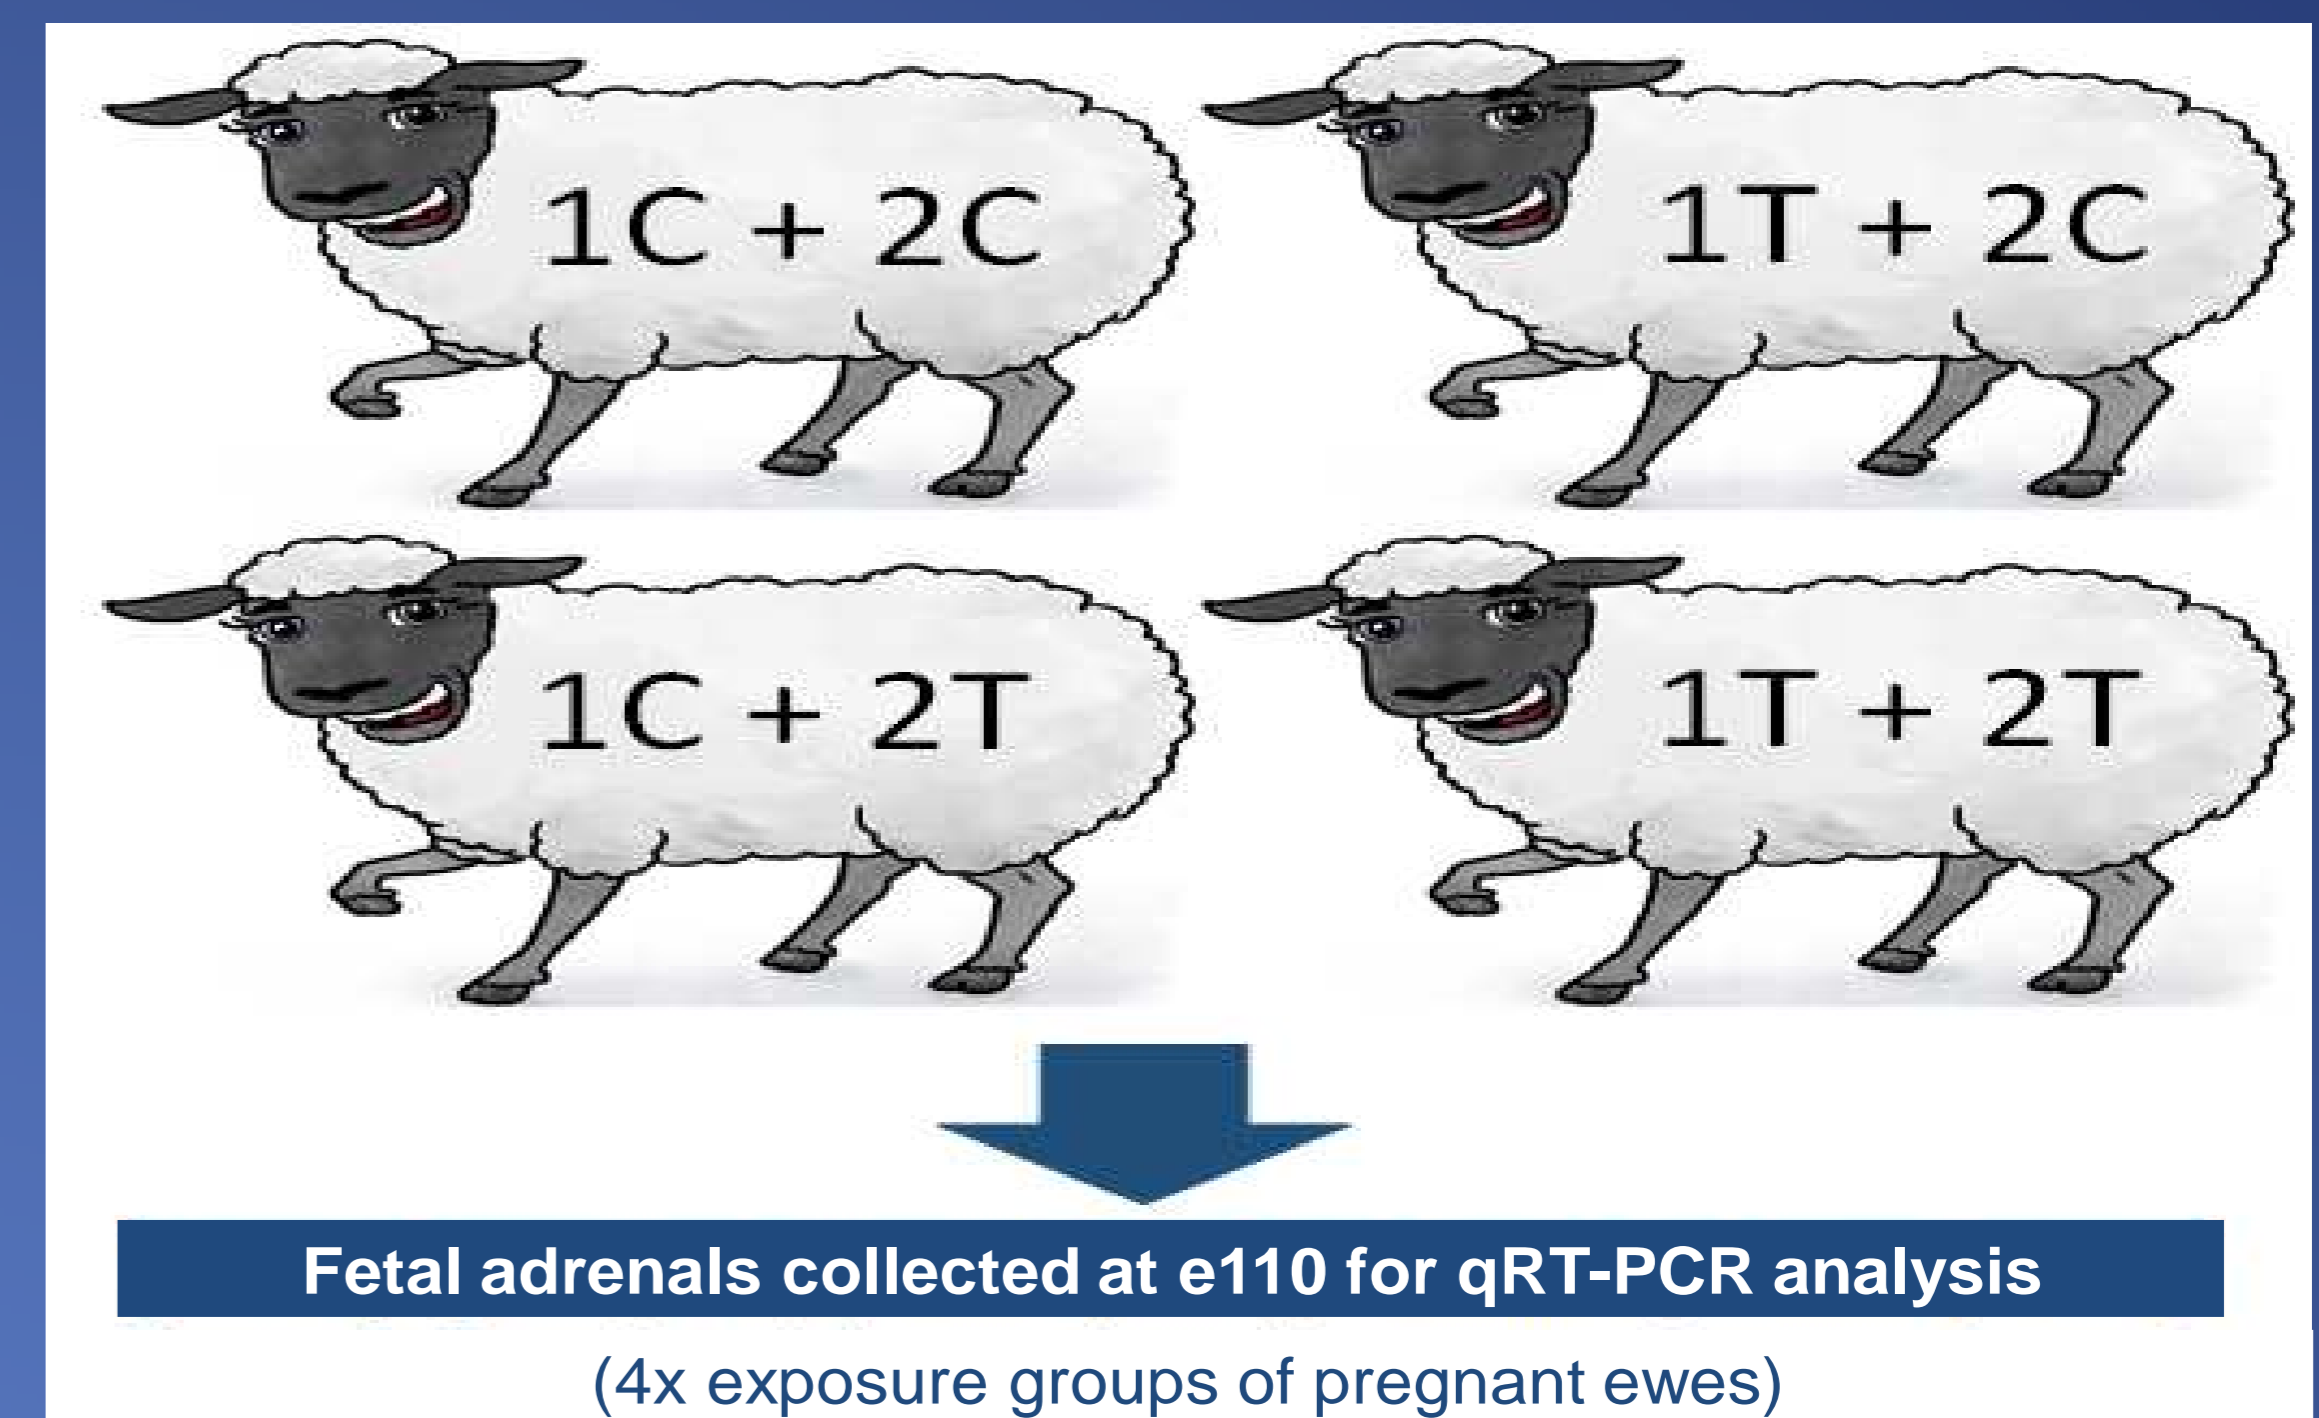 1C + 2C
1T + 2C
1C + 2T
1T + 2T
Fetal adrenals collected at e110 for qRT-PCR analysis
(4x exposure groups of pregnant ewes)